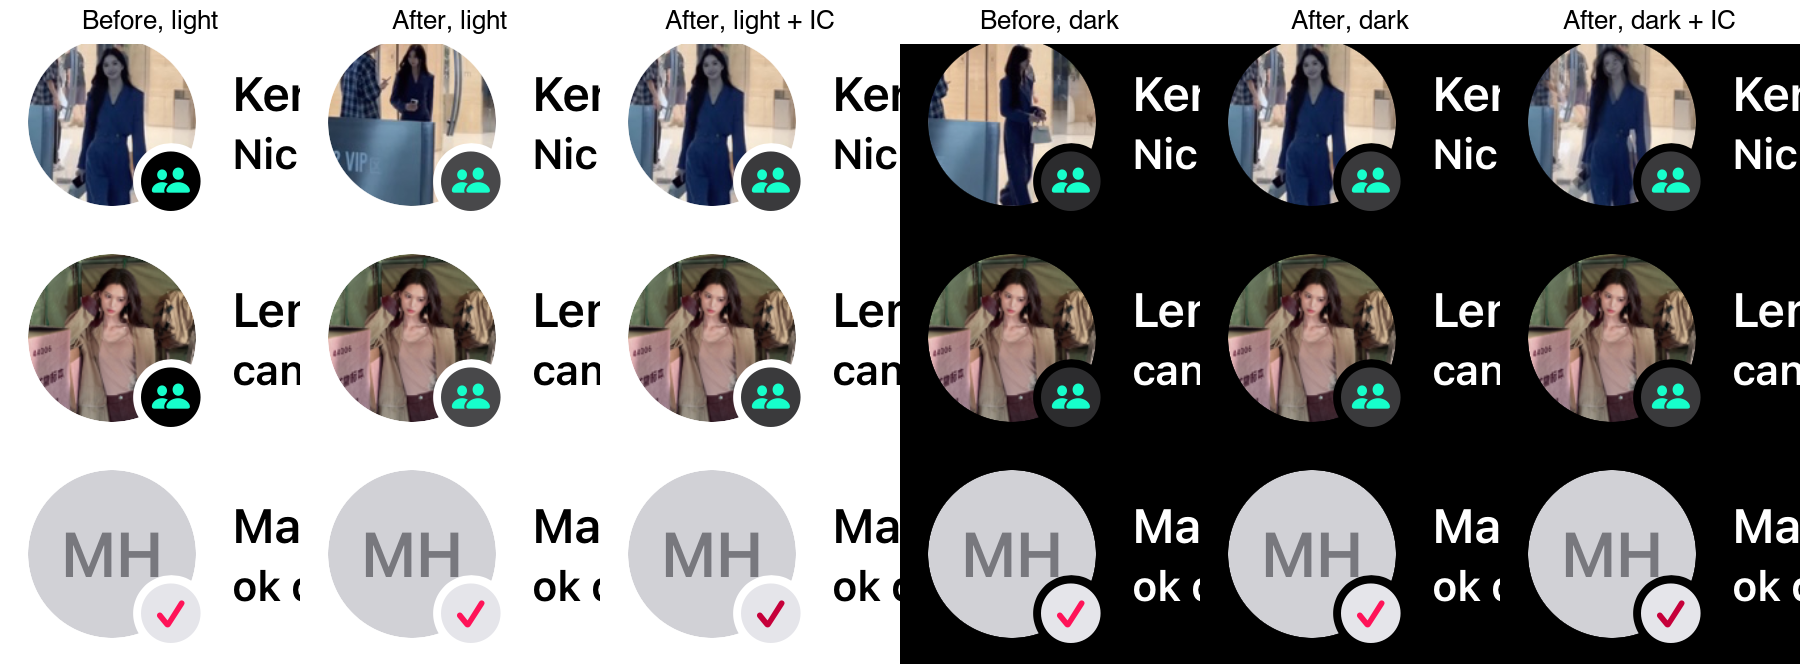 Before, light
After, light
After, light + IC
Before, dark
After, dark
After, dark + IC
Ker
Nic
VIP
Ker
Nic
Ker
Nic
Ker
Nic
Ker
Nic
Ker
Nic
Ler
can
Ler
can
Ler
can
Ler
can
Ler
can
Ler
can
MH
Ma
ok c
MH
Ma
ok c
MH
Ma
ok c
MH
Ma
ok c
MH
Ma
ok c
MH
Ma
ok c